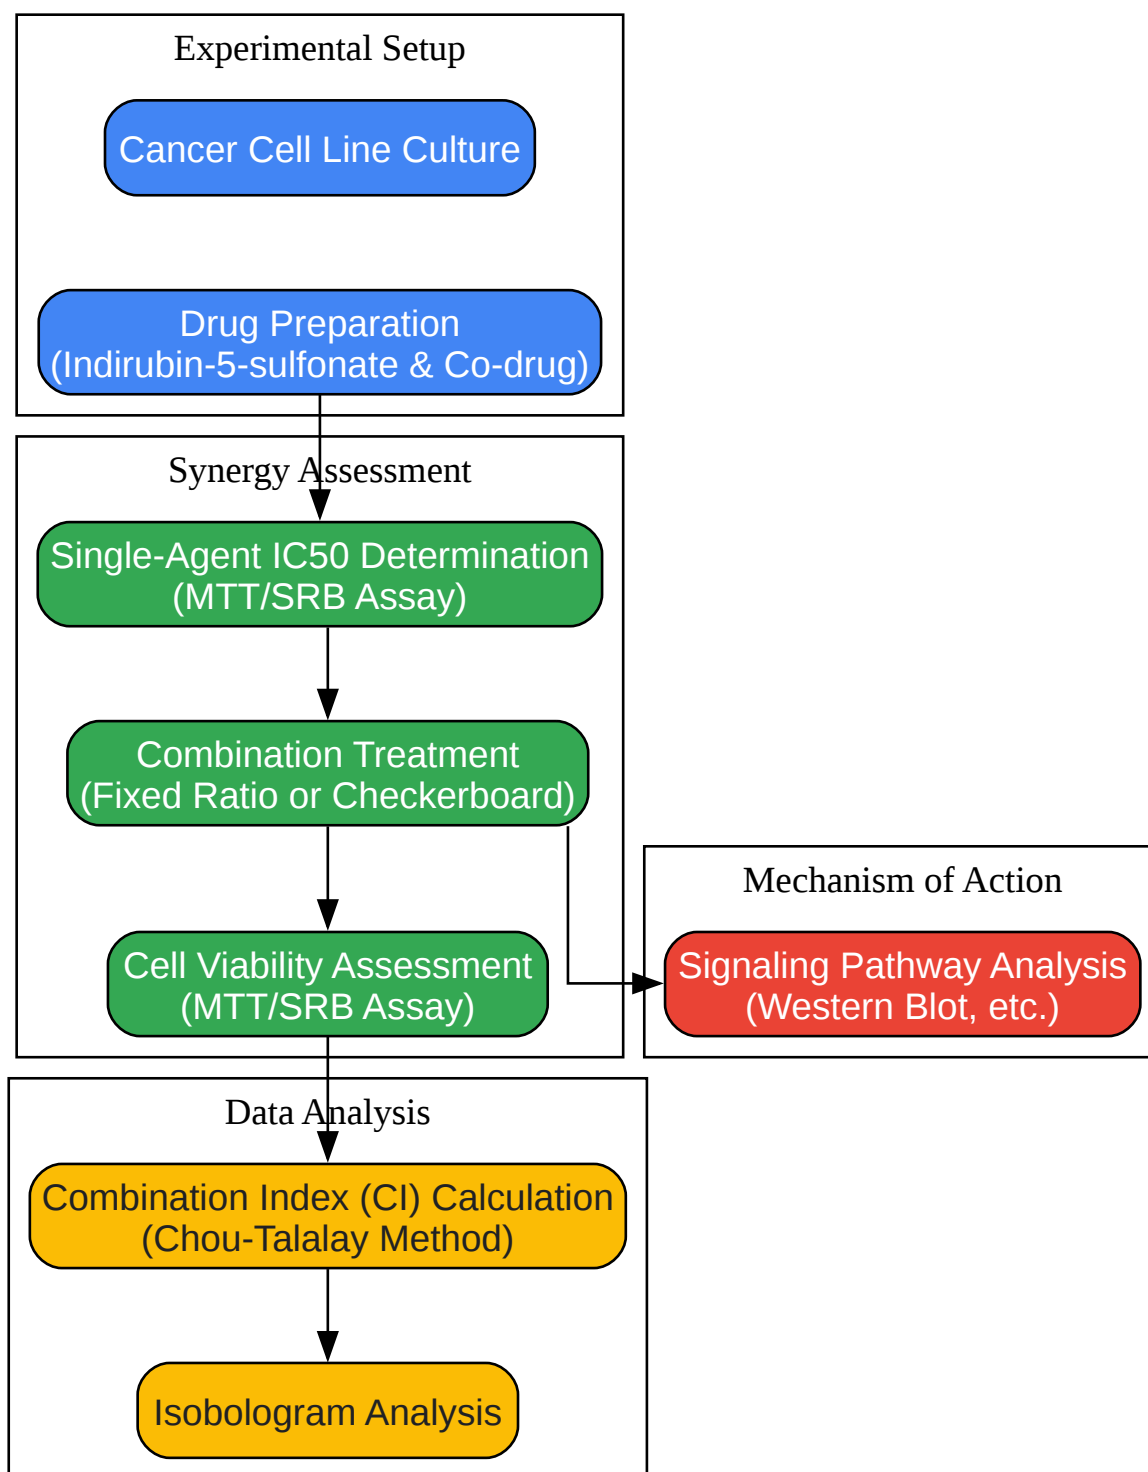 Experimental Setup
Cancer Cell Line Culture
Drug Preparation
(Indirubin-5-sulfonate & Co-drug)
Synergy Assessment
Single-Agent IC50 Determination
(MTT/SRB Assay)
Combination Treatment
(Fixed Ratio or Checkerboard)
Cell Viability Assessment
(MTT/SRB Assay)
Mechanism of Action
Signaling Pathway Analysis
(Western Blot, etc.)
Data Analysis
Combination Index (CI) Calculation
(Chou-Talalay Method)
Isobologram Analysis